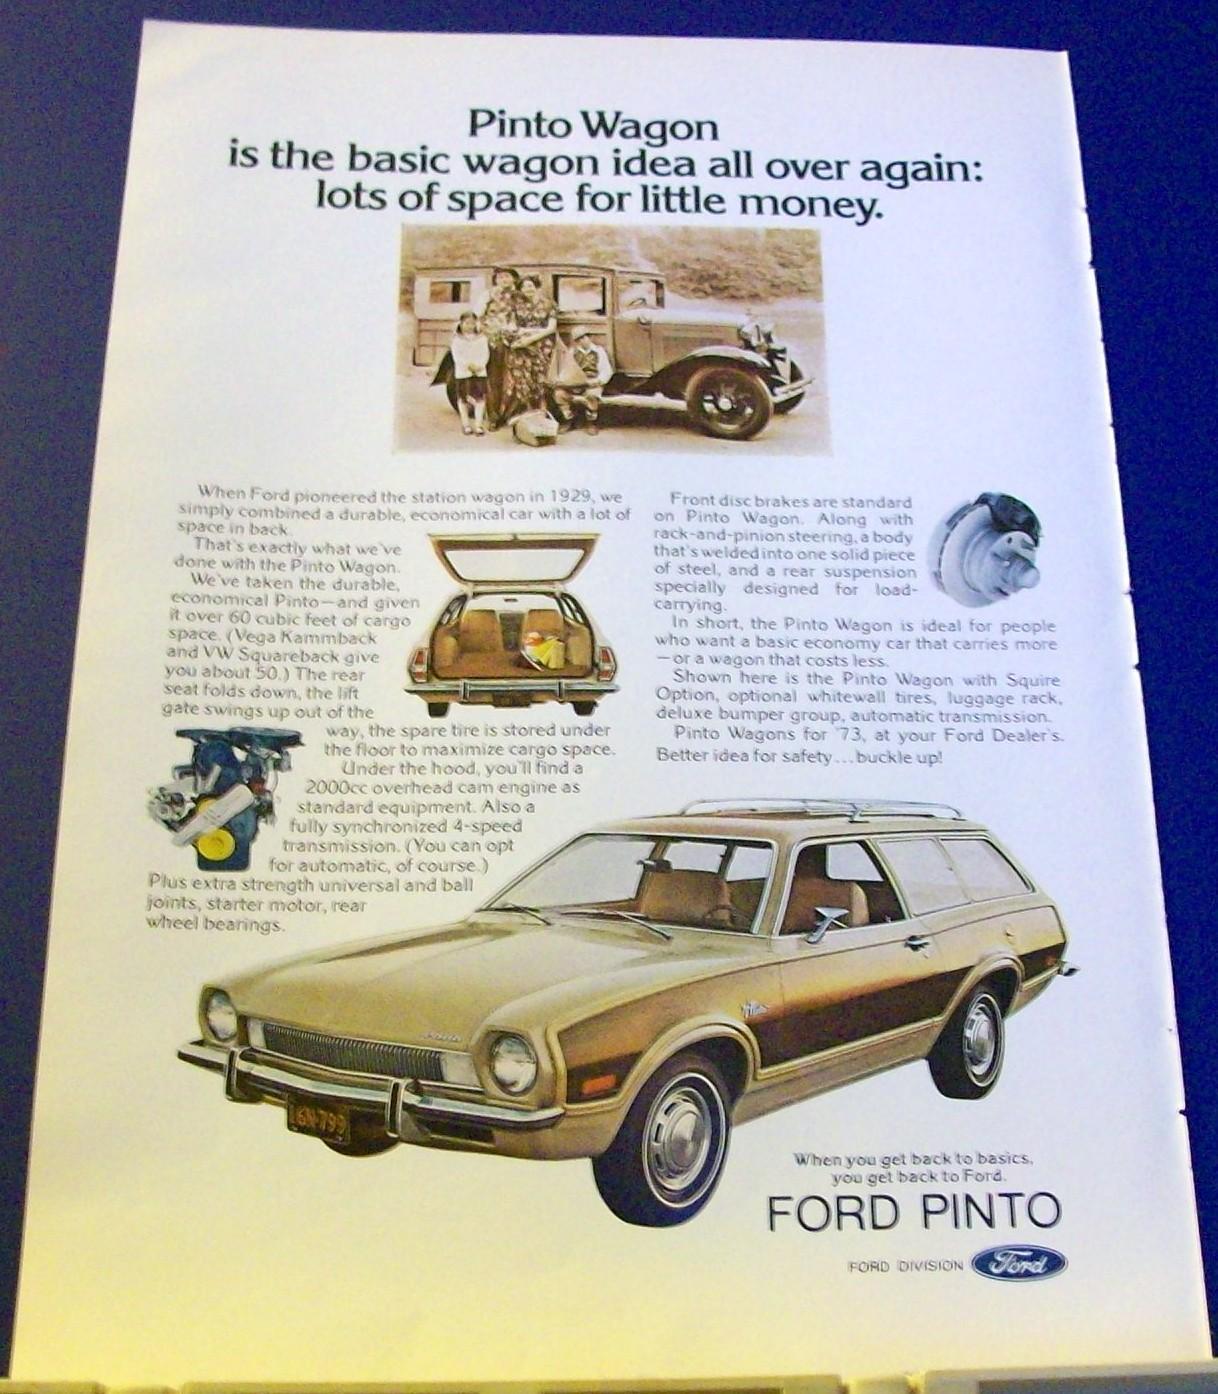 Pinto Wagon
is the basic wagon idea all over again:
lots of space for little money.
When Ford pioneered the station wagon in 1929, we
simply combined a durable, economical car with a lot of
space in back.
That's exactly what we've
done with the Pinto Wagon.
We've taken the durable,
economical Pinto—and given
it over 60 cubic feet of cargo
space. (Vega Kammback
and VW Squareback give
you about 50.) The rear
seat folds down, the lift
gate swings up out of the
way, the spare tire is stored under
the floor to maximize cargo space.
Under the hood, you'll find a
2000cc overhead cam engine as
standard equipment. Also a
fully synchronized 4-speed
transmission. (You can opt
for automatic, of course.)
Plus extra strength universal and ball
joints, starter motor, rear
wheel bearings.
Front disc brakes are standard
on Pinto Wagon. Along with
rack-and-pinion steering, a body
that's welded into one solid piece
of steel, and a rear suspension
specially designed for load-
carrying.
In short, the Pinto Wagon is ideal for people
who want a basic economy car that carries more
—or a wagon that costs less.
Shown here is the Pinto Wagon with Squire
Option, optional whitewall tires, luggage rack,
deluxe bumper group, automatic transmission.
Pinto Wagons for '73, at your Ford Dealer's.
Better idea for safety...buckle up!
When you get back to basics,
you get back to Ford.
FORD PINTO
FORD DIVISION Ford